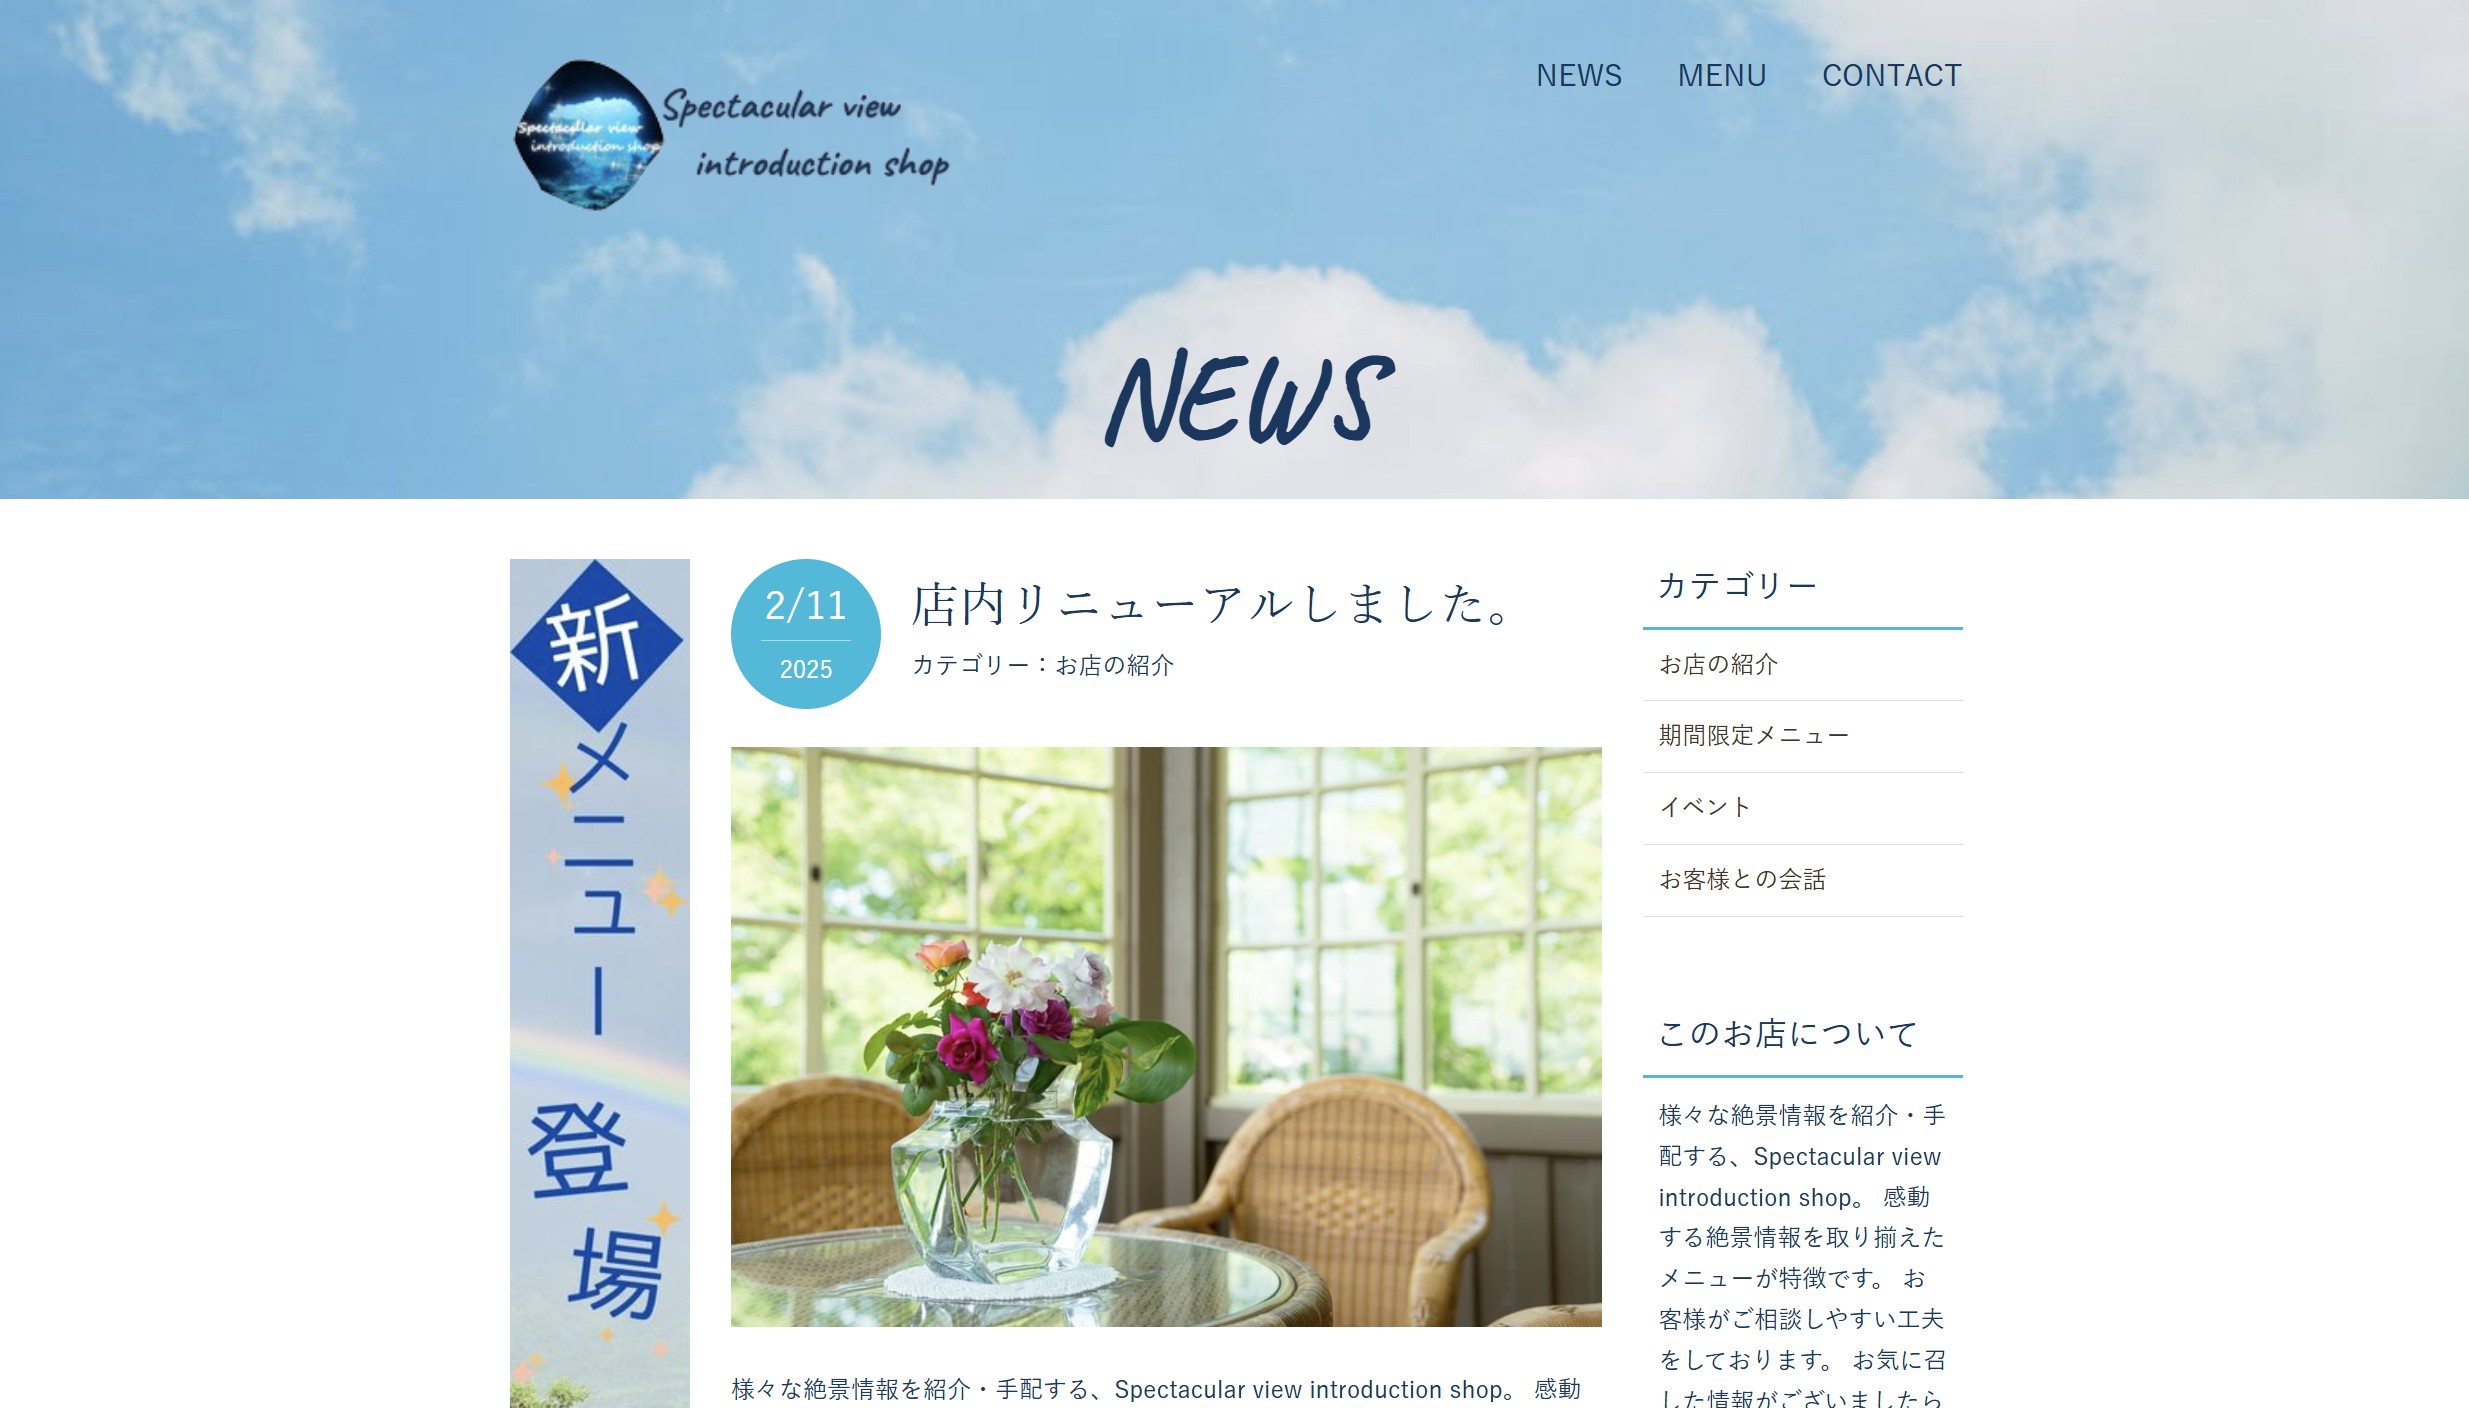 Spectacular view
introduction shop
Spectacular view
introduction shop
NEWS MENU CONTACT
NEWS
新メニュー登場
2/11
2025
店内リニューアルしました。
カテゴリー：お店の紹介
様々な絶景情報を紹介・手配する、Spectacular view introduction shop。 感動
カテゴリー
お店の紹介
期間限定メニュー
イベント
お客様との会話
このお店について
様々な絶景情報を紹介・手
配する、Spectacular view
introduction shop。 感動
する絶景情報を取り揃えた
メニューが特徴です。 お
客様がご相談しやすい工夫
をしております。 お気に召
した情報がございましたら